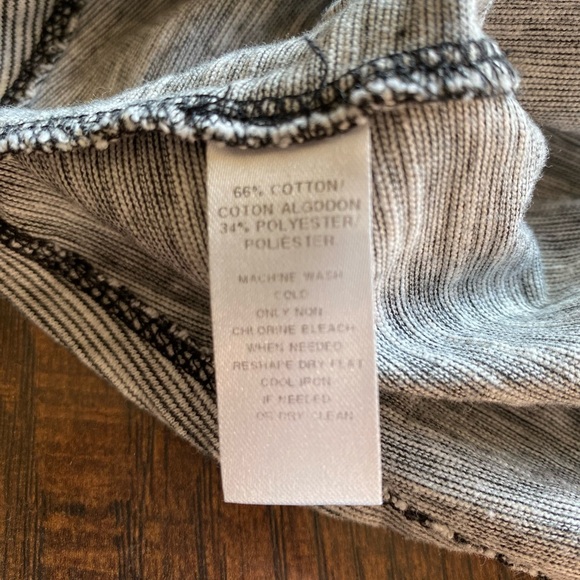 66% COTTON/
COTON ALGODON
34% POLYESTER/
POLIÉSTER
MACHINE WASH
COLD
ONLY NON
CHLORINE BLEACH
WHEN NEEDED
RESHAPE DRY FLAT
COOL IRON
IF NEEDED
OR DRY CLEAN